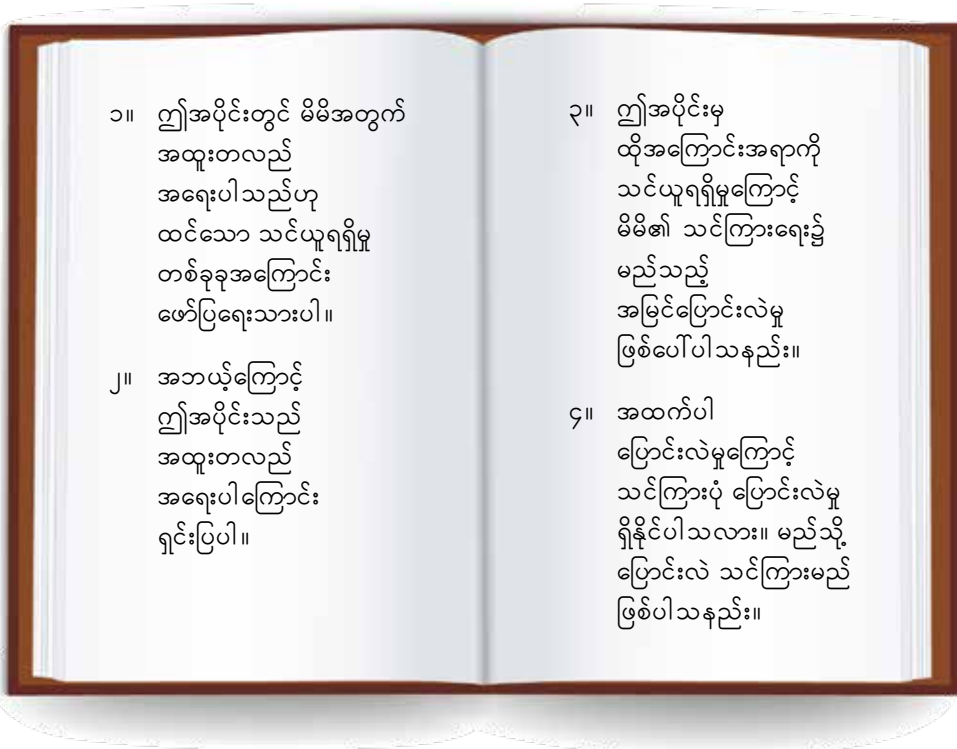 ၁။ ဤအပိုင်းတွင် မိမိအတွက်
အထူးတလည်
အရေးပါသည်ဟု
ထင်သော သင်ယူရရှိမှု
တစ်ခုခုအကြောင်း
ဖော်ပြရေးသားပါ။
၂။ အဘယ့်ကြောင့်
ဤအပိုင်းသည်
အထူးတလည်
အရေးပါကြောင်း
ရှင်းပြပါ။
၃။ ဤအပိုင်းမှ
ထိုအကြောင်းအရာကို
သင်ယူရရှိမှုကြောင့်
မိမိ၏ သင်ကြားရေး၌
မည်သည့်
အမြင်ပြောင်းလဲမှု
ဖြစ်ပေါ်ပါသနည်း။
၄။ အထက်ပါ
ပြောင်းလဲမှုကြောင့်
သင်ကြားပုံ ပြောင်းလဲမှု
ရှိနိုင်ပါသလား။ မည်သို့
ပြောင်းလဲ သင်ကြားမည်
ဖြစ်ပါသနည်း။